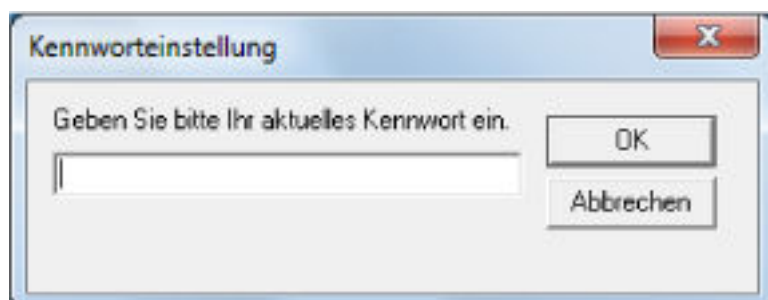 Kennworteinstellung
Geben Sie bitte Ihr aktuelles Kennwort ein.
OK
Abbrechen